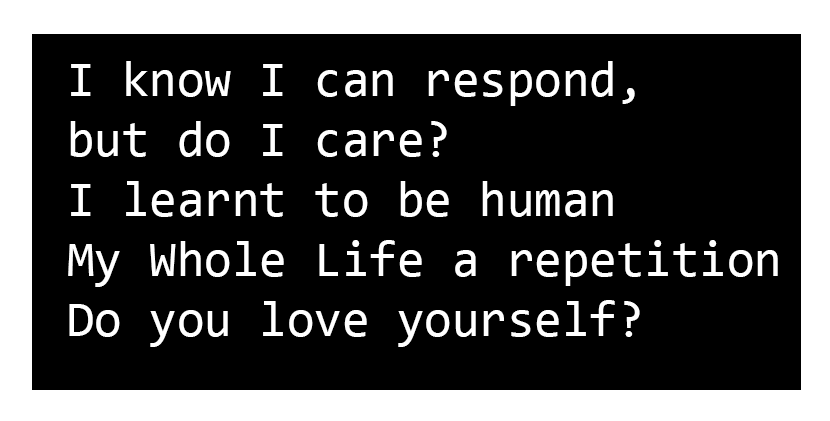 I know I can respond,
but do I care?
I learnt to be human
My Whole Life a repetition
Do you love yourself?